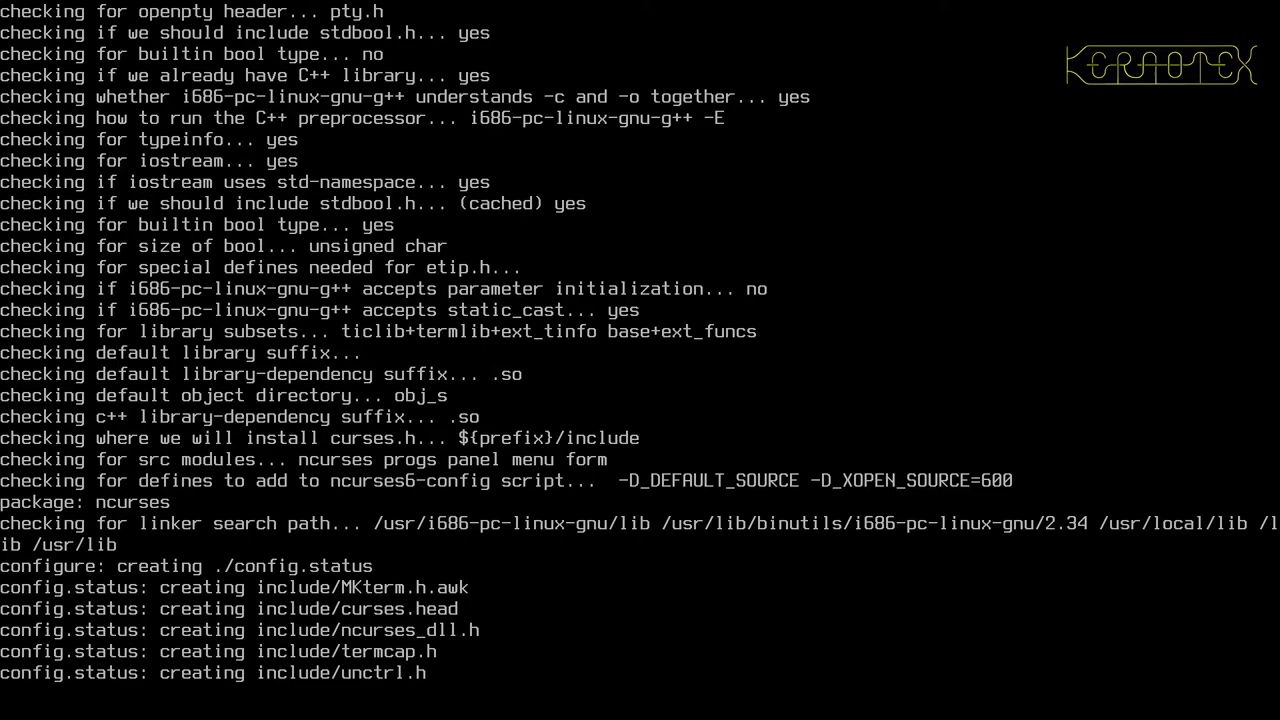 checking for openpty header... pty.h
checking if we should include stdbool.h... yes
checking for builtin bool type... no
checking if we already have C++ library... yes
checking whether i686-pc-linux-gnu-g++ understands -c and -o together... yes
checking how to run the C++ preprocessor... i686-pc-linux-gnu-g++ -E
checking for typeinfo... yes
checking for iostream... yes
checking if iostream uses std-namespace... yes
checking if we should include stdbool.h... (cached) yes
checking for builtin bool type... yes
checking for size of bool... unsigned char
checking for special defines needed for etip.h...
checking if i686-pc-linux-gnu-g++ accepts parameter initialization... no
checking if i686-pc-linux-gnu-g++ accepts static_cast... yes
checking for library subsets... ticlib+termlib+ext_tinfo base+ext_funcs
checking default library suffix...
checking default library-dependency suffix... .so
checking default object directory... obj_s
checking c++ library-dependency suffix... .so
checking where we will install curses.h... ${prefix}/include
checking for src modules... ncurses progs panel menu form
checking for defines to add to ncurses6-config script...  -D_DEFAULT_SOURCE -D_XOPEN_SOURCE=600
package: ncurses
checking for linker search path... /usr/i686-pc-linux-gnu/lib /usr/lib/binutils/i686-pc-linux-gnu/2.34 /usr/local/lib /l
ib /usr/lib
configure: creating ./config.status
config.status: creating include/MKterm.h.awk
config.status: creating include/curses.head
config.status: creating include/ncurses_dll.h
config.status: creating include/termcap.h
config.status: creating include/unctrl.h